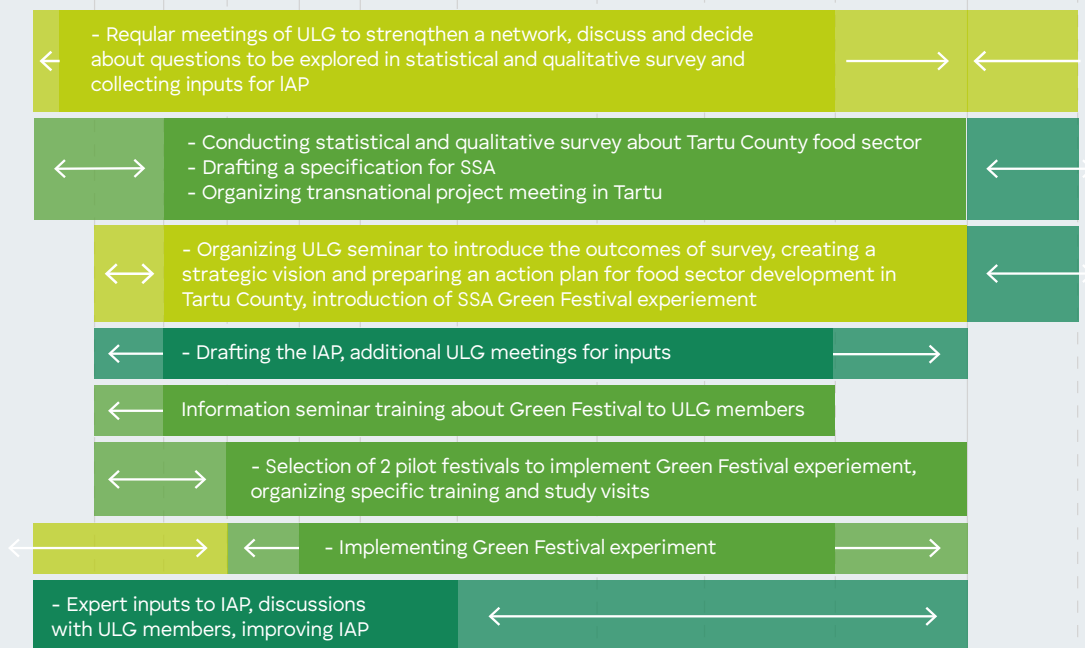 - Reqular meetings of ULG to strenqthen a network, discuss and decide
about questions to be explored in statistical and qualitative survey and
collecting inputs for IAP
- Conducting statistical and qualitative survey about Tartu County food sector
- Drafting a specification for SSA
- Organizing transnational project meeting in Tartu
- Organizing ULG seminar to introduce the outcomes of survey, creating a
strategic vision and preparing an action plan for food sector development in
Tartu County, introduction of SSA Green Festival experiement
- Drafting the IAP, additional ULG meetings for inputs
Information seminar training about Green Festival to ULG members
- Selection of 2 pilot festivals to implement Green Festival experiement,
organizing specific training and study visits
- Implementing Green Festival experiment
- Expert inputs to IAP, discussions
with ULG members, improving IAP